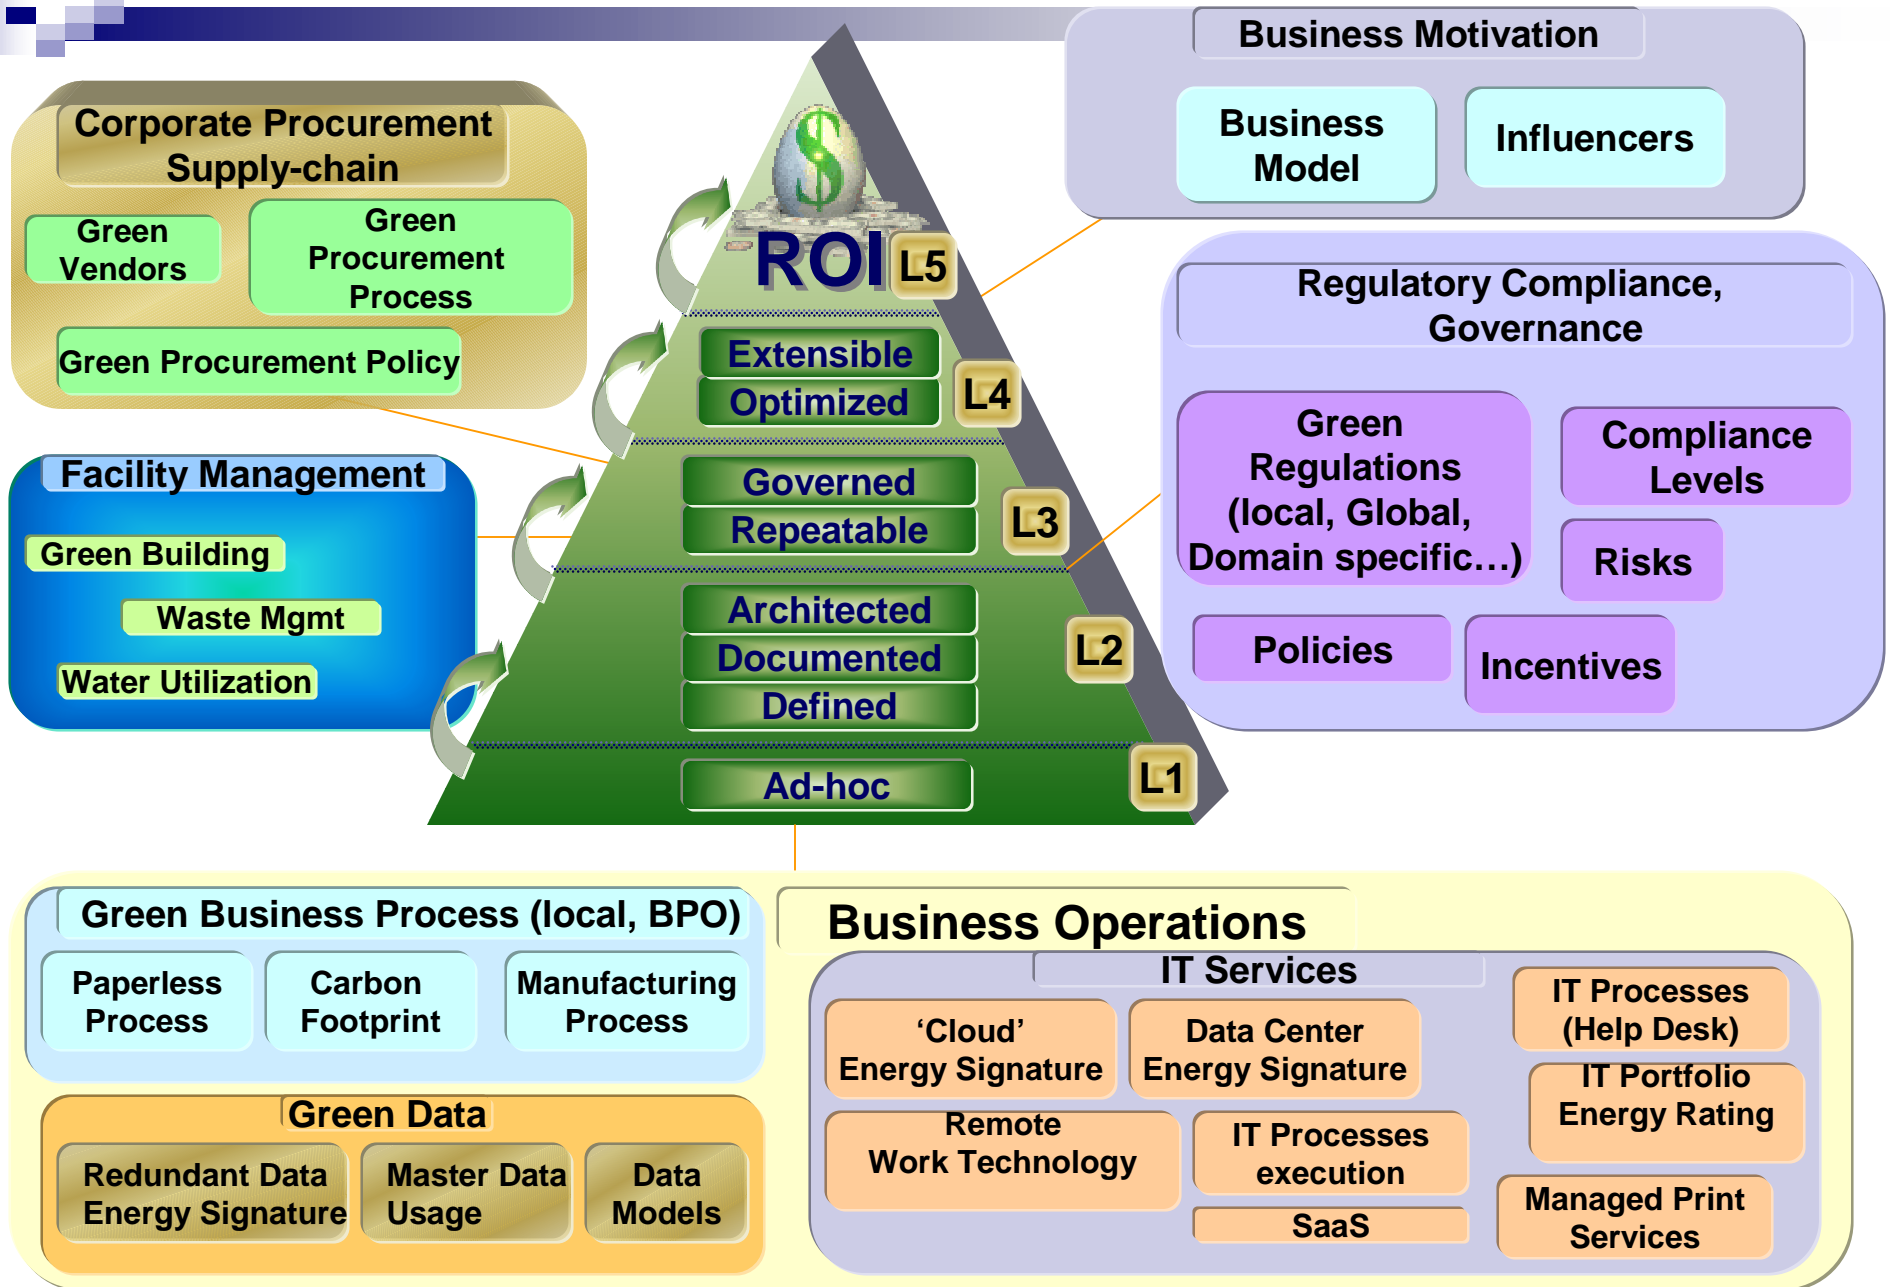 Corporate Procurement
Supply-chain
Green
Vendors
Green
Procurement
Process
Green Procurement Policy
Facility Management
Green Building
Waste Mgmt
Water Utilization
ROI
L5
Extensible
Optimized
L4
Governed
Repeatable
L3
Architected
Documented
Defined
L2
Ad-hoc
L1
Business Motivation
Business
Model
Influencers
Regulatory Compliance,
Governance
Green
Regulations
(local, Global,
Domain specific…)
Compliance
Levels
Risks
Policies
Incentives
Green Business Process (local, BPO)
Paperless
Process
Carbon
Footprint
Manufacturing
Process
Green Data
Redundant Data
Energy Signature
Master Data
Usage
Data
Models
Business Operations
IT Services
‘Cloud’
Energy Signature
Data Center
Energy Signature
IT Processes
(Help Desk)
IT Portfolio
Energy Rating
Remote
Work Technology
IT Processes
execution
SaaS
Managed Print
Services